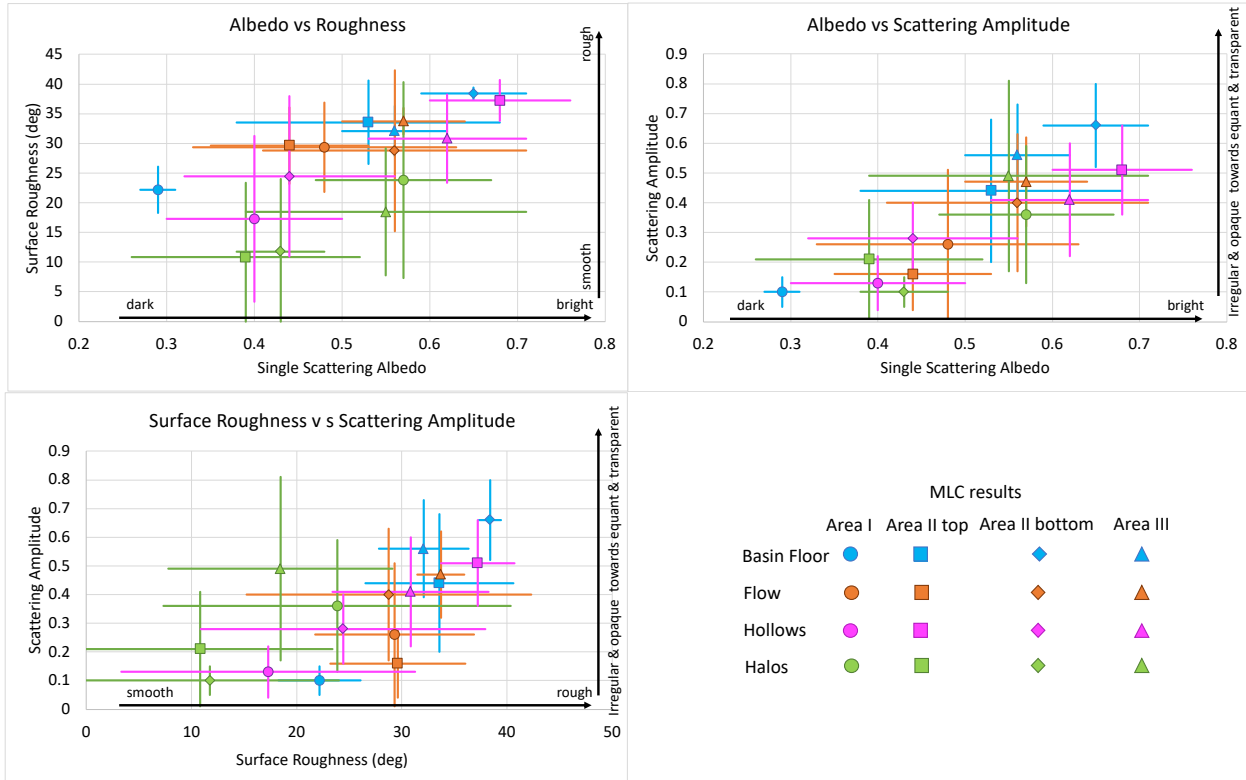 Albedo vs Roughness
45
40
35
30
25
20
15
10
5
0
Surface Roughness (deg)
0.2 0.3 0.4 0.5 0.6 0.7 0.8
Single Scattering Albedo
dark
bright
smooth
rough
Albedo vs Scattering Amplitude
0.9
0.8
0.7
0.6
0.5
0.4
0.3
0.2
0.1
0
Scattering Amplitude
0.2 0.3 0.4 0.5 0.6 0.7 0.8
Single Scattering Albedo
dark
bright
Irregular & opaque towards equant & transparent
Surface Roughness v s Scattering Amplitude
0.9
0.8
0.7
0.6
0.5
0.4
0.3
0.2
0.1
0
Scattering Amplitude
0 10 20 30 40 50
Surface Roughness (deg)
smooth
rough
Irregular & opaque towards equant & transparent
MLC results
Area I Area II top Area II bottom Area III
Basin Floor
Flow
Hollows
Halos